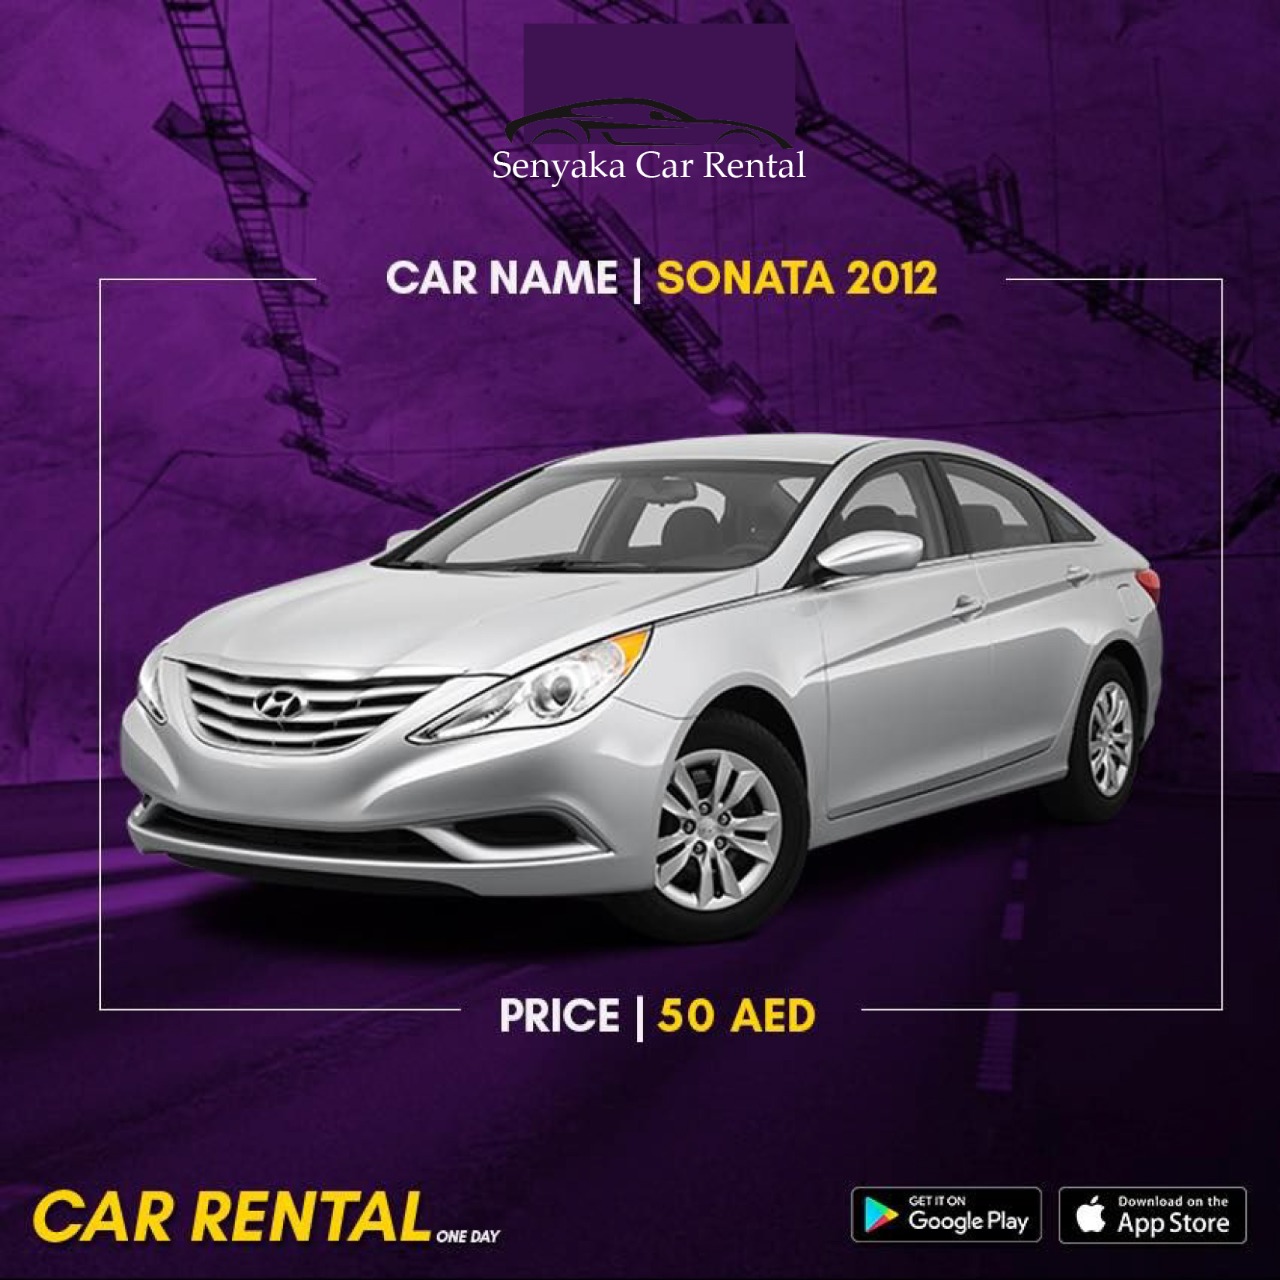 Senyaka Car Rental
CAR NAME | SONATA 2012
PRICE | 50 AED
CAR RENTAL ONE DAY
GET IT ON
Google Play
Download on the
App Store